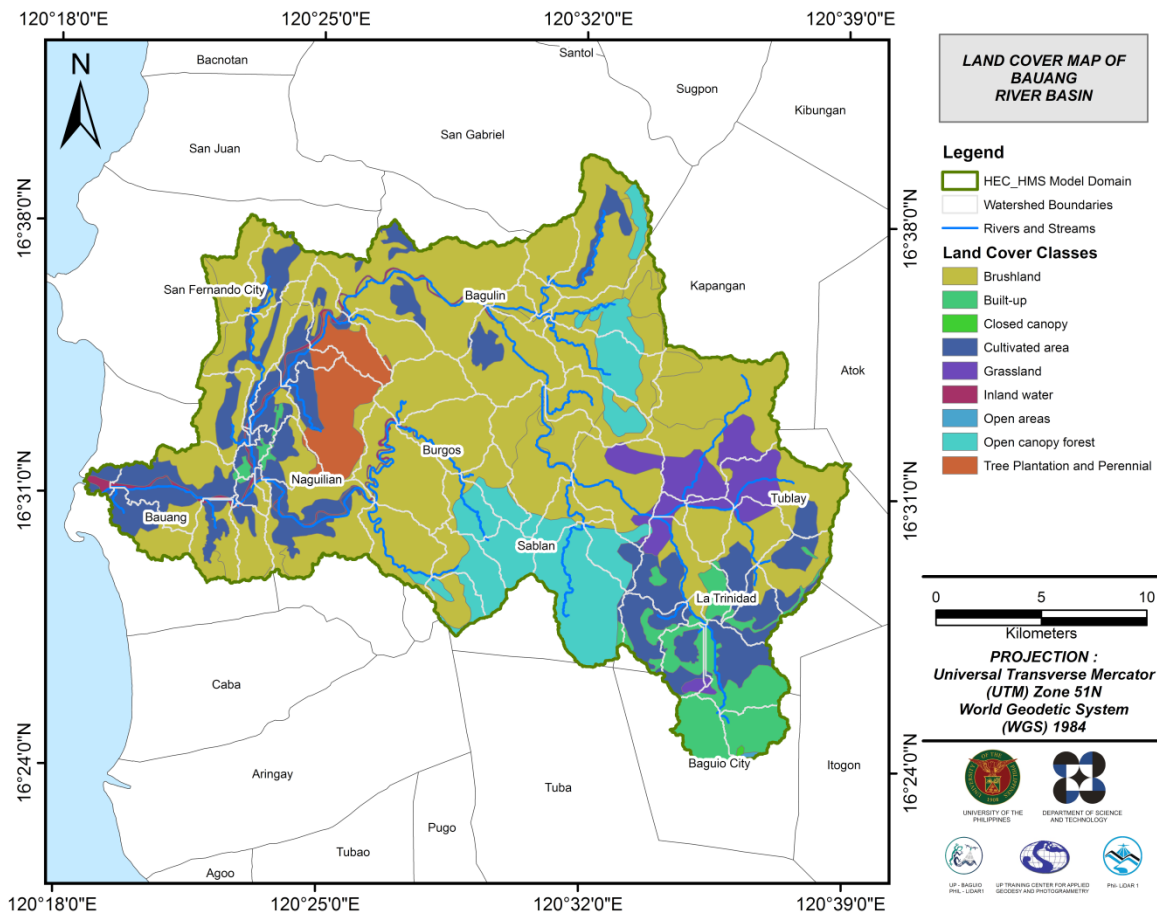 120°18'0"E
120°25'0"E
120°32'0"E
120°39'0"E
16°38'0"N
16°31'0"N
16°24'0"N
N
Bacnotan
Santol
Sugpon
Kibungan
San Juan
San Gabriel
Kapangan
San Fernando City
Bagulin
Atok
Burgos
Naguilian
Tublay
Bauang
Sablan
La Trinidad
Caba
Baguio City
Itogon
Aringay
Tuba
Pugo
Tubao
Agoo
16°38'0"N
16°31'0"N
16°24'0"N
120°18'0"E
120°25'0"E
120°32'0"E
120°39'0"E
LAND COVER MAP OF
BAUANG
RIVER BASIN
Legend
HEC_HMS Model Domain
Watershed Boundaries
Rivers and Streams
Land Cover Classes
Brushland
Built-up
Closed canopy
Cultivated area
Grassland
Inland water
Open areas
Open canopy forest
Tree Plantation and Perennial
0
5
10
Kilometers
PROJECTION :
Universal Transverse Mercator
(UTM) Zone 51N
World Geodetic System
(WGS) 1984
UNIVERSITY OF THE
PHILIPPINES
DEPARTMENT OF SCIENCE
AND TECHNOLOGY
UP - BAGUIO
PHIL - LIDAR1
UP TRAINING CENTER FOR APPLIED
GEODESY AND PHOTOGRAMMETRY
Phil- LIDAR 1